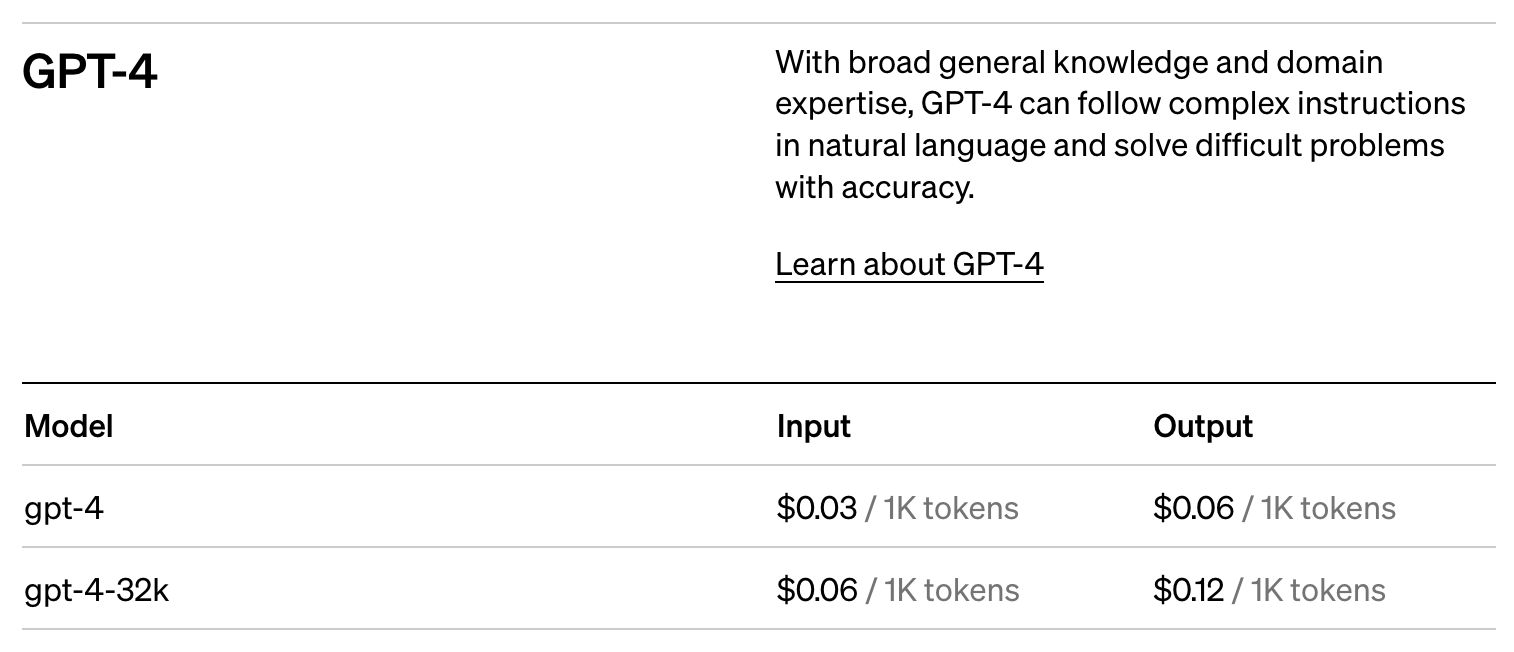 GPT-4
With broad general knowledge and domain
expertise, GPT-4 can follow complex instructions
in natural language and solve difficult problems
with accuracy.
Learn about GPT-4
Model Input Output
gpt-4 $0.03 / 1K tokens $0.06 / 1K tokens
gpt-4-32k $0.06 / 1K tokens $0.12 / 1K tokens